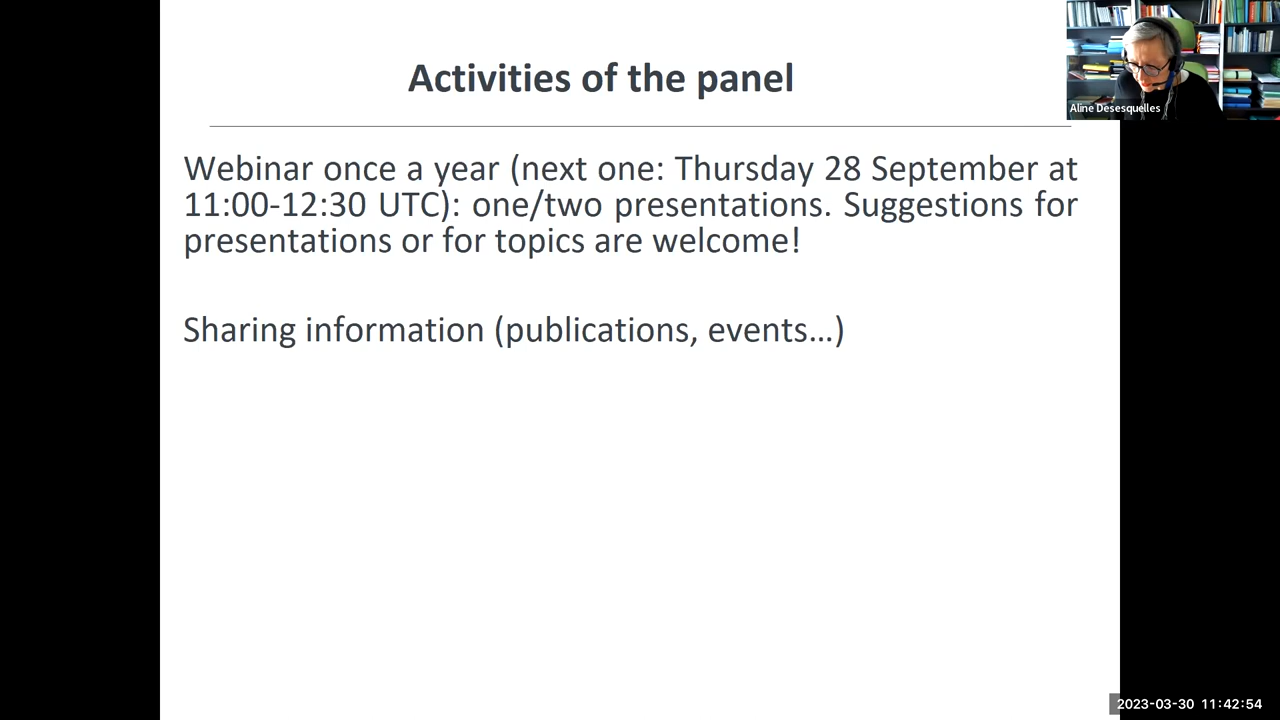 Activities of the panel
Aline Desesquelles
Webinar once a year (next one: Thursday 28 September at
11:00-12:30 UTC): one/two presentations. Suggestions for
presentations or for topics are welcome!
Sharing information (publications, events…)
2023-03-30 11:42:54